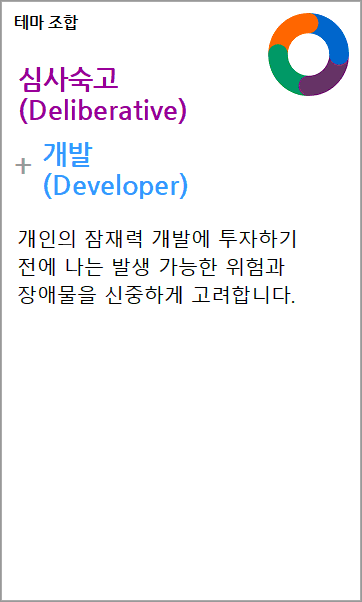 테마 조합
심사숙고
(Deliberative)
+ 개발
(Developer)
개인의 잠재력 개발에 투자하기
전에 나는 발생 가능한 위험과
장애물을 신중하게 고려합니다.